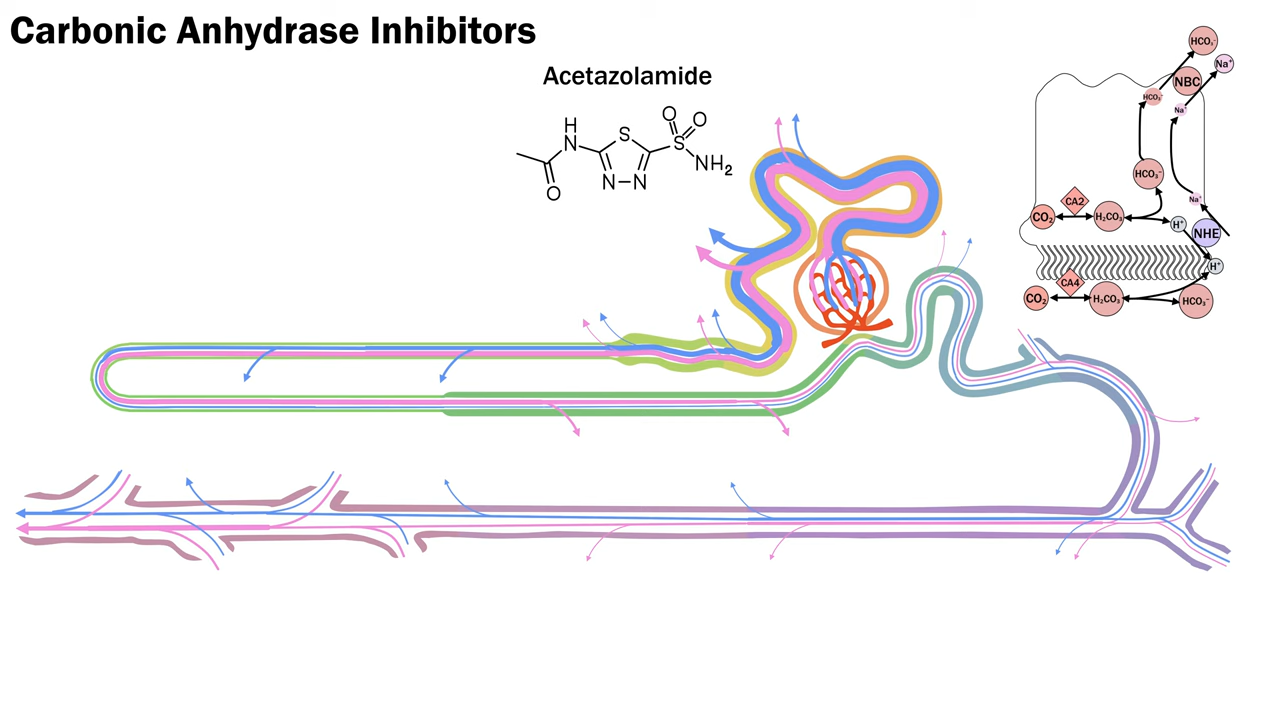 Carbonic Anhydrase Inhibitors
Acetazolamide
H
N
S
O
O
S
NH₂
O
N–N
HCO₃⁻
Na⁺
NBC
HCO₃⁻
Na⁺
HCO₃⁻
CA2
Na⁺
CO₂
H₂CO₃
H⁺
NHE
H⁺
CA4
CO₂
H₂CO₃
HCO₃⁻